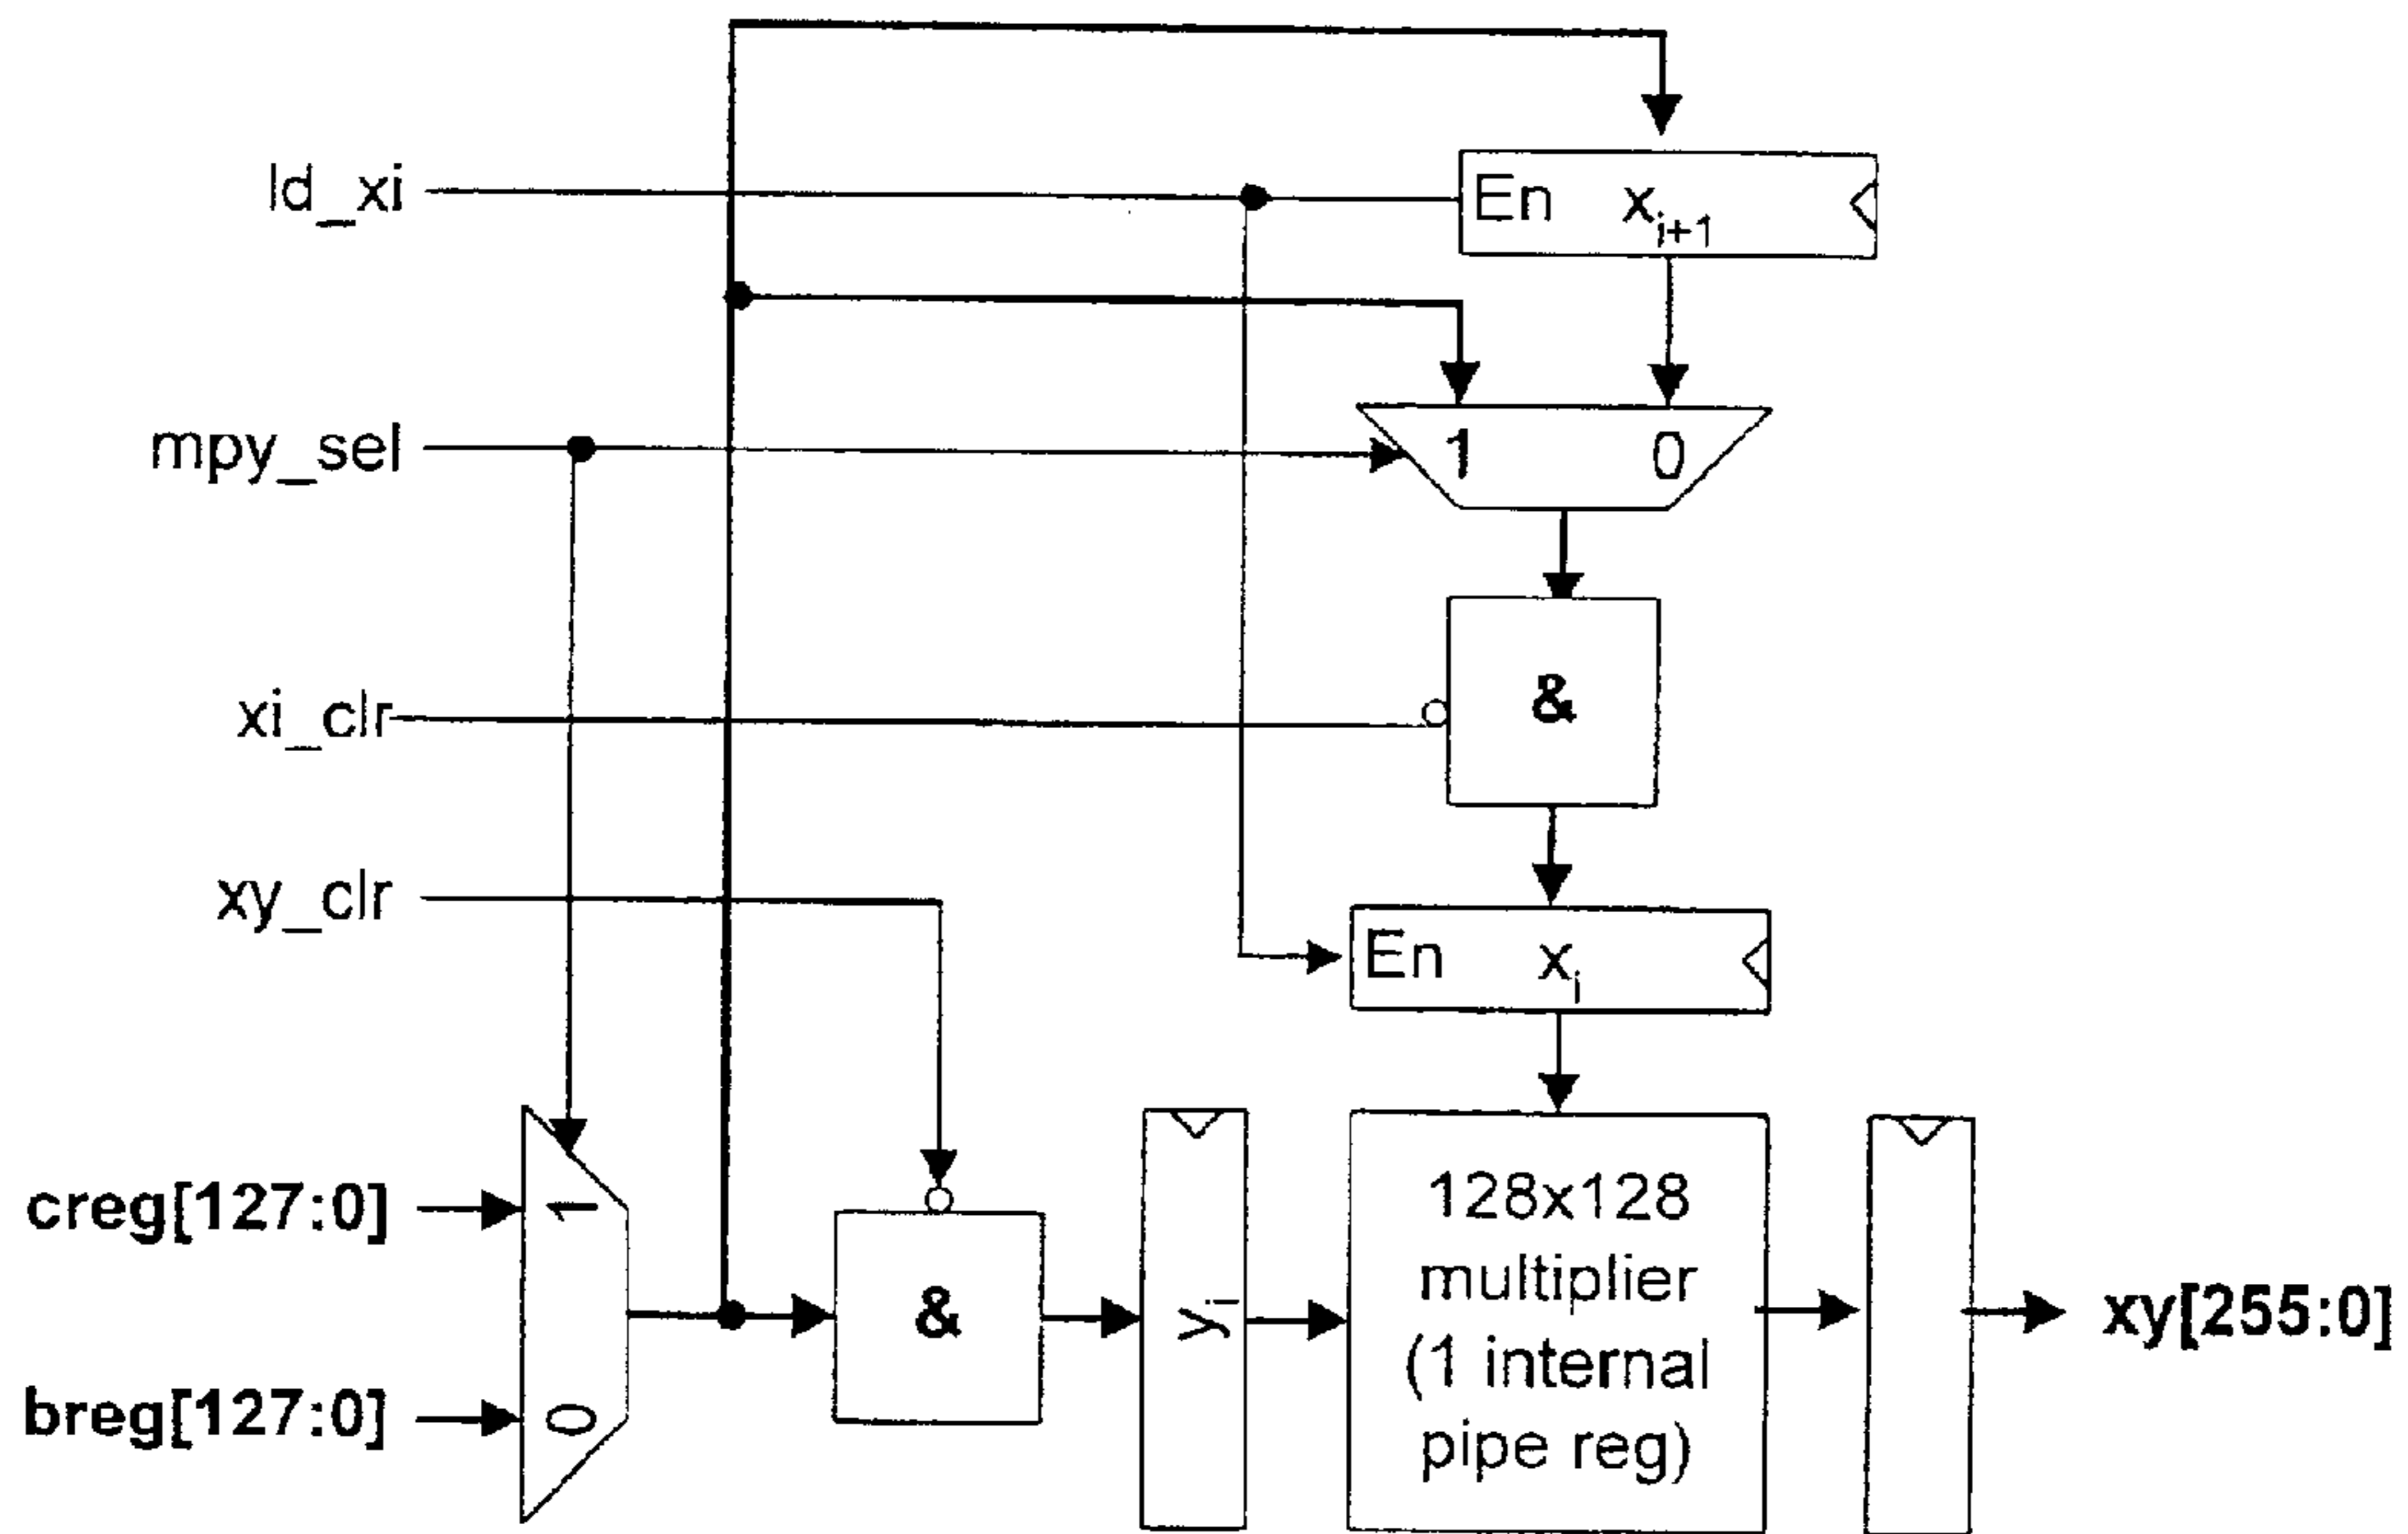 ld_xi
En x_{i+1}
mpy_sel
1 0
xi_clr
&
xy_clr
En x_i
creg[127:0]
1
breg[127:0]
0
&
y_i
128x128
multiplier
(1 internal
pipe reg)
xy[255:0]